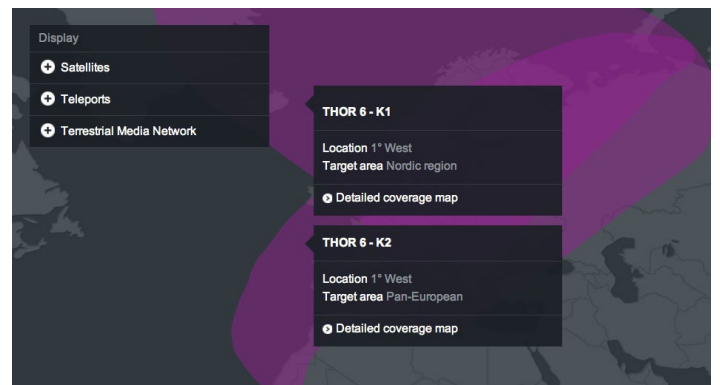 Display
Satellites
Teleports
Terrestrial Media Network
THOR 6 - K1
Location 1° West
Target area Nordic region
Detailed coverage map
THOR 6 - K2
Location 1° West
Target area Pan-European
Detailed coverage map